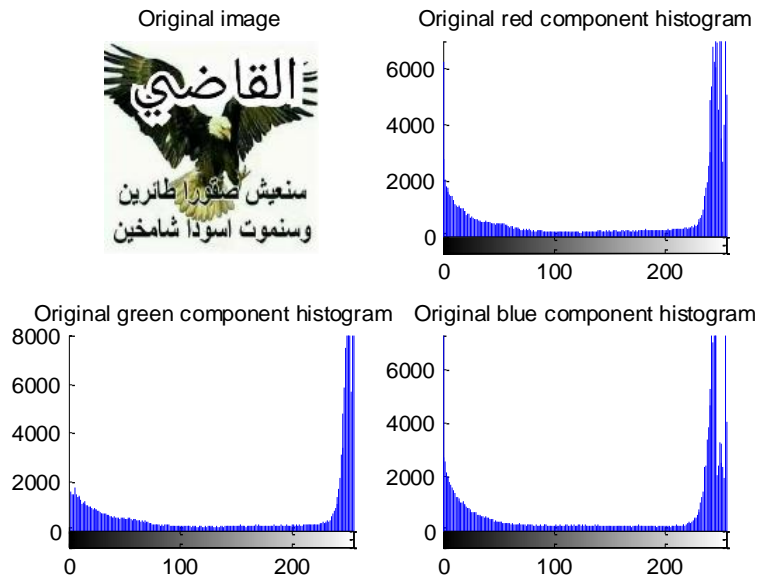 Original image
القاضي
سنعيش صقورا طائرين
وسنموت اسودا شامخين
Original red component histogram
6000
4000
2000
0
0 100 200
Original green component histogram
8000
6000
4000
2000
0
0 100 200
Original blue component histogram
6000
4000
2000
0
0 100 200